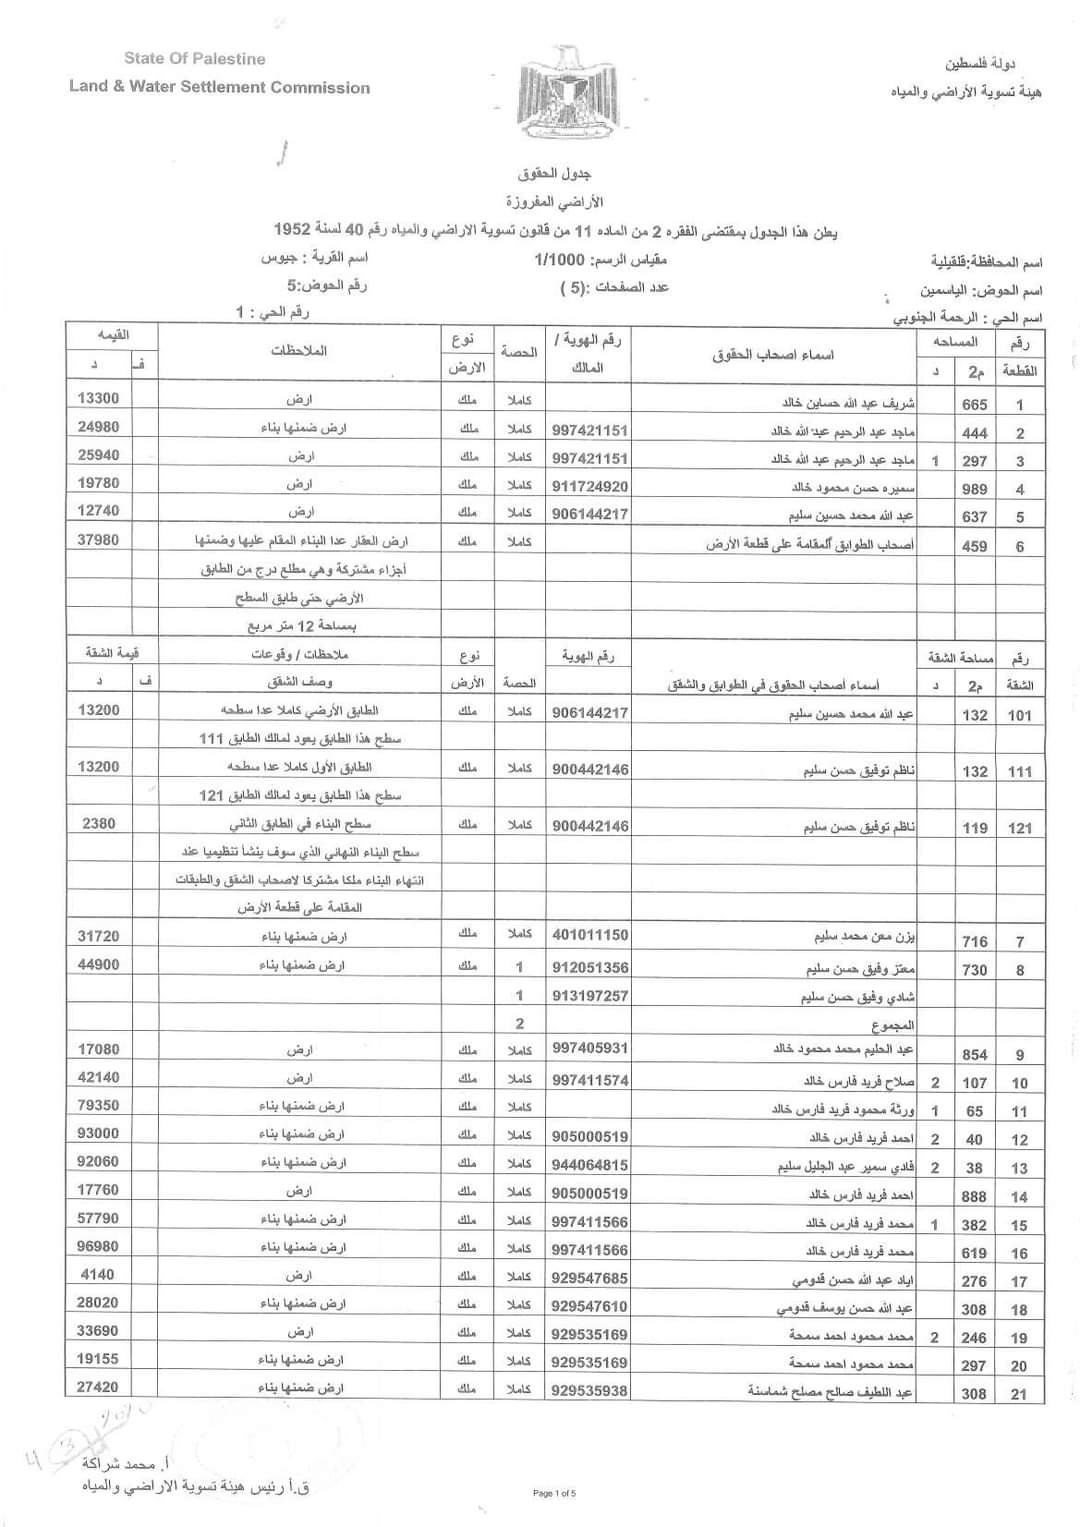 دولة فلسطين
State Of Palestine
هيئة تسوية الأراضي والمياه
Land & Water Settlement Commission
جدول الحقوق
الأراضي المفروزة
يعلن هذا الجدول بمقتضى الفقره 2 من الماده 11 من قانون تسوية الاراضي والمياه رقم 40 لسنة 1952
اسم المحافظة:قلقيلية مقياس الرسم: 1/1000 اسم القرية : جيوس
اسم الحوض: الياسمين عدد الصفحات :(5 ) رقم الحوض:5
اسم الحي : الرحمة الجنوبي رقم الحي : 1
رقم المساحه اسماء اصحاب الحقوق رقم الهوية / الحصة نوع الملاحظات القيمه
القطعة م2 د المالك الارض ف د
1 665 شريف عبد الله حساين خالد كاملا ملك ارض 13300
2 444 ماجد عبد الرحيم عبد الله خالد 997421151 كاملا ملك ارض ضمنها بناء 24980
3 297 1 ماجد عبد الرحيم عبد الله خالد 997421151 كاملا ملك ارض 25940
4 989 سميره حسن محمود خالد 911724920 كاملا ملك ارض 19780
5 637 عبد الله محمد حسين سليم 906144217 كاملا ملك ارض 12740
6 459 أصحاب الطوابق المقامة على قطعة الأرض كاملا ملك ارض العقار عدا البناء المقام عليها وضمنها 37980
أجزاء مشتركة وهي مطلع درج من الطابق
الأرضي حتى طابق السطح
بمساحة 12 متر مربع
رقم مساحة الشقة رقم الهوية نوع ملاحظات / وقوعات قيمة الشقة
الشقة م2 د أسماء أصحاب الحقوق في الطوابق والشقق الحصة الأرض وصف الشقق ف د
101 132 عبد الله محمد حسين سليم 906144217 كاملا ملك الطابق الأرضي كاملا عدا سطحه 13200
سطح هذا الطابق يعود لمالك الطابق 111
111 132 ناظم توفيق حسن سليم 900442146 كاملا ملك الطابق الأول كاملا عدا سطحه 13200
سطح هذا الطابق يعود لمالك الطابق 121
121 119 ناظم توفيق حسن سليم 900442146 كاملا ملك سطح البناء في الطابق الثاني 2380
سطح البناء النهائي الذي سوف ينشأ تنظيميا عند
انتهاء البناء ملكا مشتركا لاصحاب الشقق والطبقات
المقامة على قطعة الأرض
7 716 يزن معن محمد سليم 401011150 كاملا ملك ارض ضمنها بناء 31720
8 730 معتز وفيق حسن سليم 912051356 1 ملك ارض ضمنها بناء 44900
شادي وفيق حسن سليم 913197257 1
المجموع 2
9 854 عبد الحليم محمد محمود خالد 997405931 كاملا ملك ارض 17080
10 107 2 صلاح فريد فارس خالد 997411574 كاملا ملك ارض 42140
11 65 1 ورثة محمود فريد فارس خالد كاملا ملك ارض ضمنها بناء 79350
12 40 2 احمد فريد فارس خالد 905000519 كاملا ملك ارض ضمنها بناء 93000
13 38 2 فادي سمير عبد الجليل سليم 944064815 كاملا ملك ارض ضمنها بناء 92060
14 888 احمد فريد فارس خالد 905000519 كاملا ملك ارض 17760
15 382 1 محمد فريد فارس خالد 997411566 كاملا ملك ارض ضمنها بناء 57790
16 619 محمد فريد فارس خالد 997411566 كاملا ملك ارض ضمنها بناء 96980
17 276 اياد عبد الله حسن قدومي 929547685 كاملا ملك ارض 4140
18 308 عبد الله حسن يوسف قدومي 929547610 كاملا ملك ارض ضمنها بناء 28020
19 246 2 محمد محمود احمد سمحة 929535169 كاملا ملك ارض 33690
20 297 محمد محمود احمد سمحة 929535169 كاملا ملك ارض ضمنها بناء 19155
21 308 عبد اللطيف صالح مصلح شماسنة 929535938 كاملا ملك ارض ضمنها بناء 27420
أ. محمد شراكة
ق.أ رئيس هيئة تسوية الاراضي والمياه
Page 1 of 5